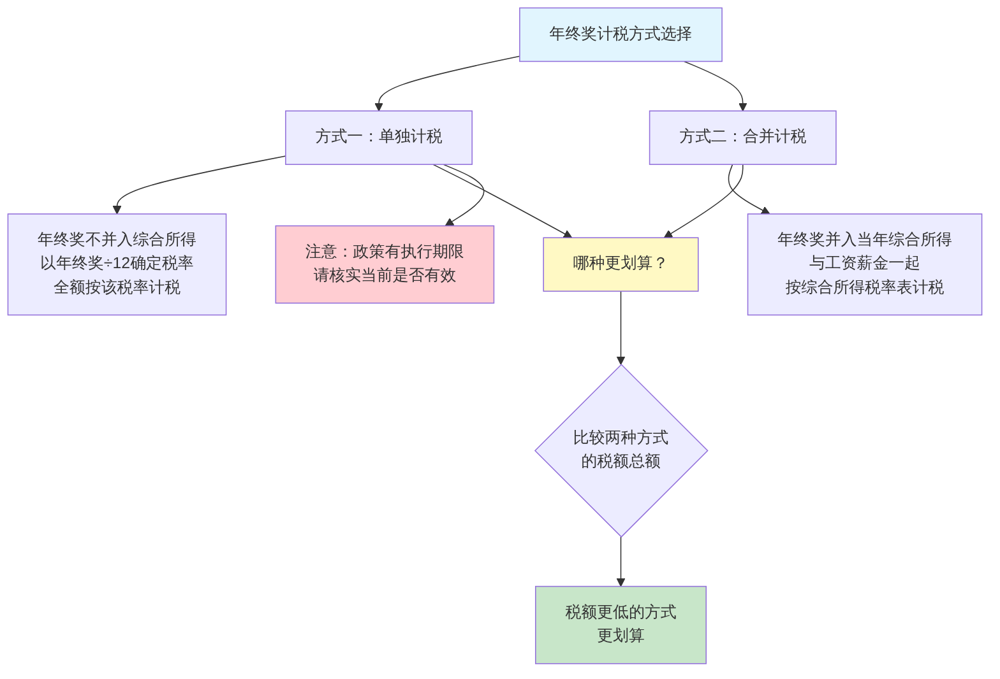 年终奖计税方式选择
方式一：单独计税
方式二：合并计税
年终奖不并入综合所得
以年终奖÷12确定税率
全额按该税率计税
注意：政策有执行期限
请核实当前是否有效
哪种更划算？
年终奖并入当年综合所得
与工资薪金一起
按综合所得税率表计税
比较两种方式
的税额总额
税额更低的方式
更划算